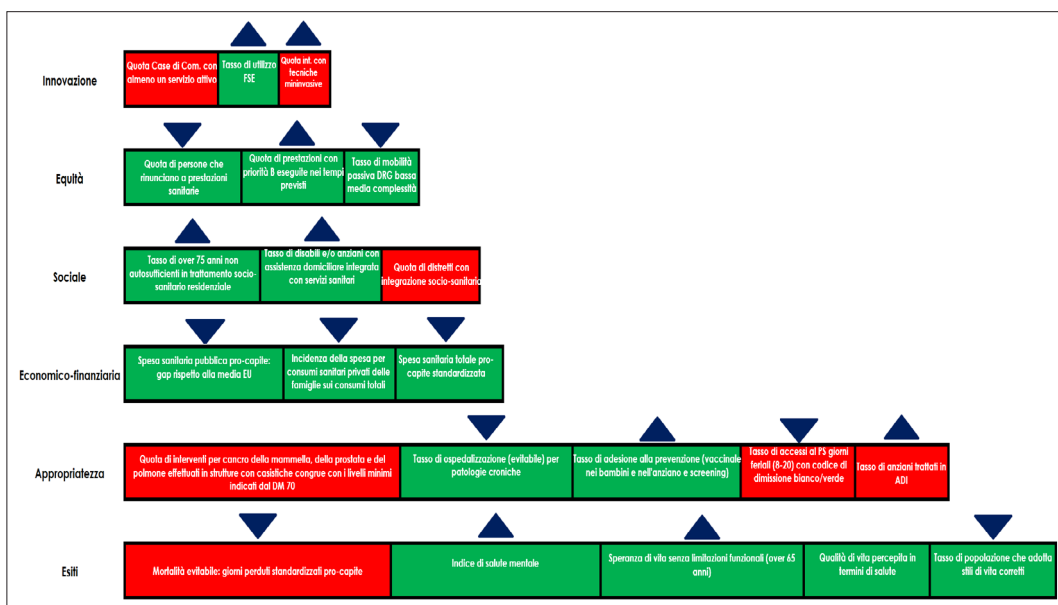 Innovazione
Quota Case di Com. con
almeno un servizio attivo
Tasso di utilizzo
FSE
Quota int. con
tecniche
mininvasive
Equità
Quota di persone che
rinunciano a prestazioni
sanitarie
Quota di prestazioni con
priorità B eseguite nei tempi
previsti
Tasso di mobilità
passiva DRG bassa
media complessità
Sociale
Tasso di over 75 anni non
autosufficienti in trattamento socio-
sanitario residenziale
Tasso di disabili e/o anziani con
assistenza domiciliare integrata
con servizi sanitari
Quota di distretti con
integrazione socio-sanitaria
Economico-finanziaria
Spesa sanitaria pubblica pro-capite:
gap rispetto alla media EU
Incidenza della spesa per
consumi sanitari privati delle
famiglie sui consumi totali
Spesa sanitaria totale pro-
capite standardizzata
Appropriatezza
Quota di interventi per cancro della mammella, della prostata e del
polmone effettuati in strutture con casistiche congrue con i livelli minimi
indicati dal DM 70
Tasso di ospedalizzazione (evitabile) per
patologie croniche
Tasso di adesione alla prevenzione (vaccinale
nei bambini e nell'anziano e screening)
Tasso di accessi al PS giorni
feriali (8-20) con codice di
dimissione bianco/verde
Tasso di anziani trattati in
ADI
Esiti
Mortalità evitabile: giorni perduti standardizzati pro-capite
Indice di salute mentale
Speranza di vita senza limitazioni funzionali (over 65
anni)
Qualità di vita percepita in
termini di salute
Tasso di popolazione che adotta
stili di vita corretti